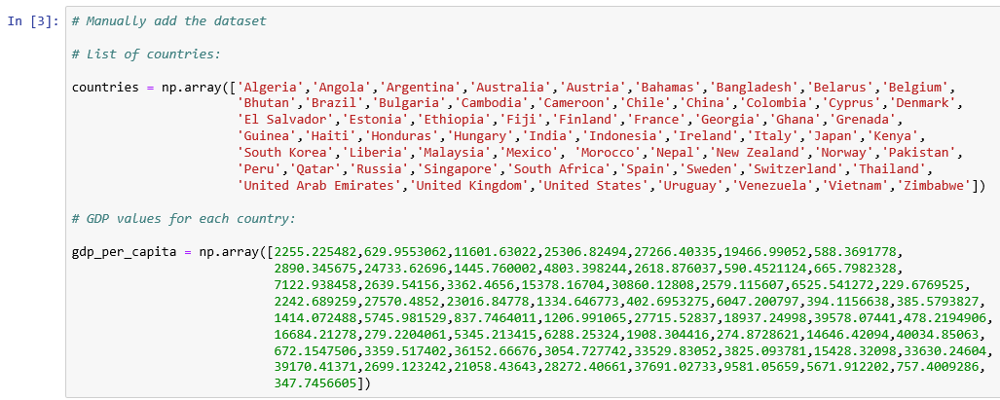 In [3]: # Manually add the dataset
# List of countries:
countries = np.array(['Algeria','Angola','Argentina','Australia','Austria','Bahamas','Bangladesh','Belarus','Belgium',
'Bhutan','Brazil','Bulgaria','Cambodia','Cameroon','Chile','China','Colombia','Cyprus','Denmark',
'El Salvador','Estonia','Ethiopia','Fiji','Finland','France','Georgia','Ghana','Grenada',
'Guinea','Haiti','Honduras','Hungary','India','Indonesia','Ireland','Italy','Japan','Kenya',
'South Korea','Liberia','Malaysia','Mexico', 'Morocco','Nepal','New Zealand','Norway','Pakistan',
'Peru','Qatar','Russia','Singapore','South Africa','Spain','Sweden','Switzerland','Thailand',
'United Arab Emirates','United Kingdom','United States','Uruguay','Venezuela','Vietnam','Zimbabwe'])
# GDP values for each country:
gdp_per_capita = np.array([2255.225482,629.9553062,11601.63022,25306.82494,27266.40335,19466.99052,588.3691778,
2890.345675,24733.62696,1445.760002,4803.398244,2618.876037,590.4521124,665.7982328,
7122.938458,2639.54156,3362.4656,15378.16704,30860.12808,2579.115607,6525.541272,229.6769525,
2242.689259,27570.4852,23016.84778,1334.646773,402.6953275,6047.200797,394.1156638,385.5793827,
1414.072488,5745.981529,837.7464011,1206.991065,27715.52837,18937.24998,39578.07441,478.2194906,
16684.21278,279.2204061,5345.213415,6288.25324,1908.304416,274.8728621,14646.42094,40034.85063,
672.1547506,3359.517402,36152.66676,3054.727742,33529.83052,3825.093781,15428.32098,33630.24604,
39170.41371,2699.123242,21058.43643,28272.40661,37691.02733,9581.05659,5671.912202,757.4009286,
347.7456605])